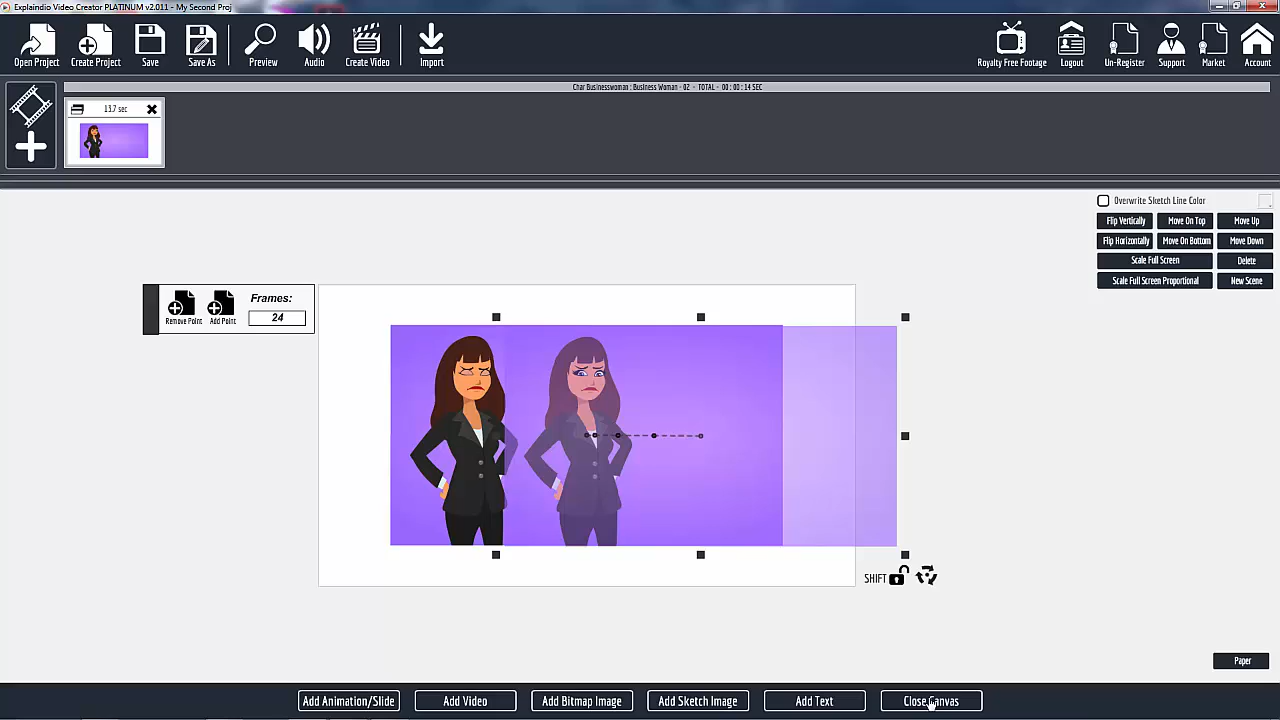 Explaindio Video Creator PLATINUM v2.011 - My Second Proj
Open Project
Create Project
Save
Save As
Preview
Audio
Create Video
Import
Royalty Free Footage
Logout
Un-Register
Support
Market
Account
Char Businesswoman : Business Woman - 02 - TOTAL - 00 : 00 : 14 SEC
13.7 sec
Overwrite Sketch Line Color
Flip Vertically
Move On Top
Move Up
Flip Horizontally
Move On Bottom
Move Down
Scale Full Screen
Delete
Scale Full Screen Proportional
New Scene
Remove Point
Add Point
Frames:
24
SHIFT
Paper
Add Animation/Slide
Add Video
Add Bitmap Image
Add Sketch Image
Add Text
Close Canvas